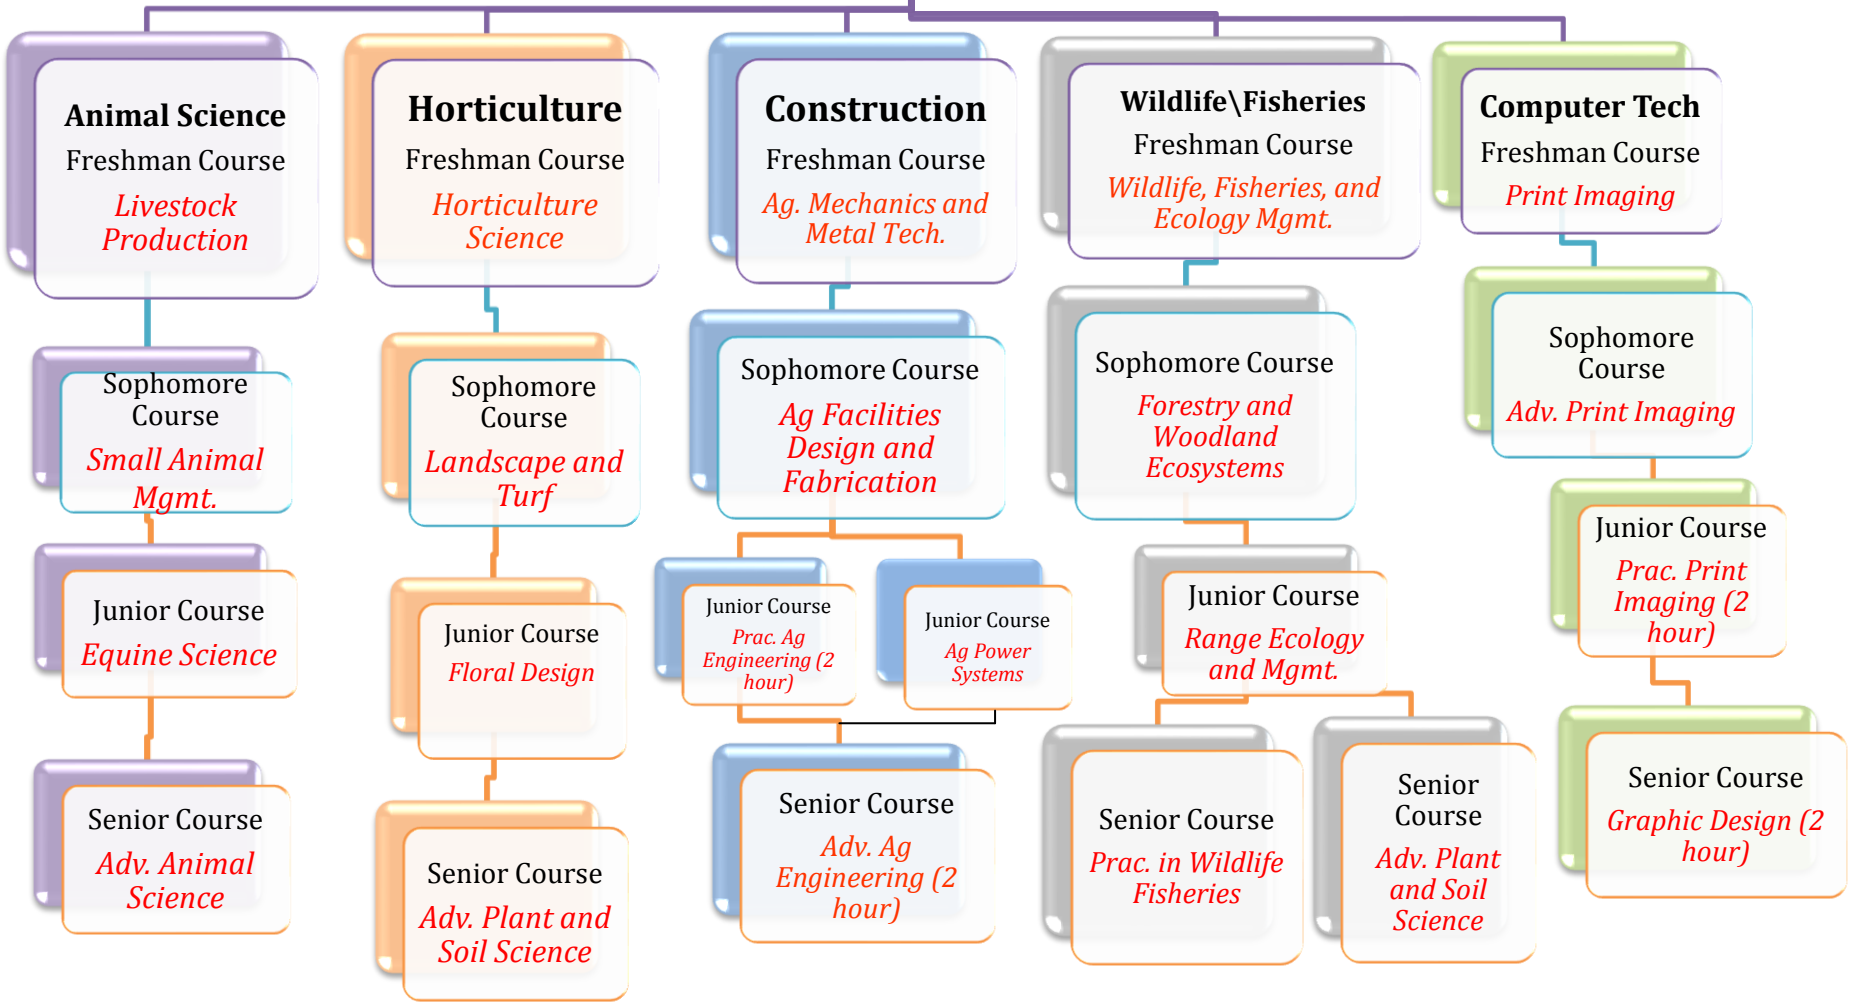 Animal Science
Freshman Course
Livestock
Production
Sophomore
Course
Small Animal
Mgmt.
Junior Course
Equine Science
Senior Course
Adv. Animal
Science
Horticulture
Freshman Course
Horticulture
Science
Sophomore
Course
Landscape and
Turf
Junior Course
Floral Design
Senior Course
Adv. Plant and
Soil Science
Construction
Freshman Course
Ag. Mechanics and
Metal Tech.
Sophomore Course
Ag Facilities
Design and
Fabrication
Junior Course
Prac. Ag
Engineering (2
hour)
Junior Course
Ag Power
Systems
Senior Course
Adv. Ag
Engineering (2
hour)
Wildlife\Fisheries
Freshman Course
Wildlife, Fisheries, and
Ecology Mgmt.
Sophomore Course
Forestry and
Woodland
Ecosystems
Junior Course
Range Ecology
and Mgmt.
Senior Course
Prac. in Wildlife
Fisheries
Senior
Course
Adv. Plant
and Soil
Science
Computer Tech
Freshman Course
Print Imaging
Sophomore
Course
Adv. Print Imaging
Junior Course
Prac. Print
Imaging (2
hour)
Senior Course
Graphic Design (2
hour)